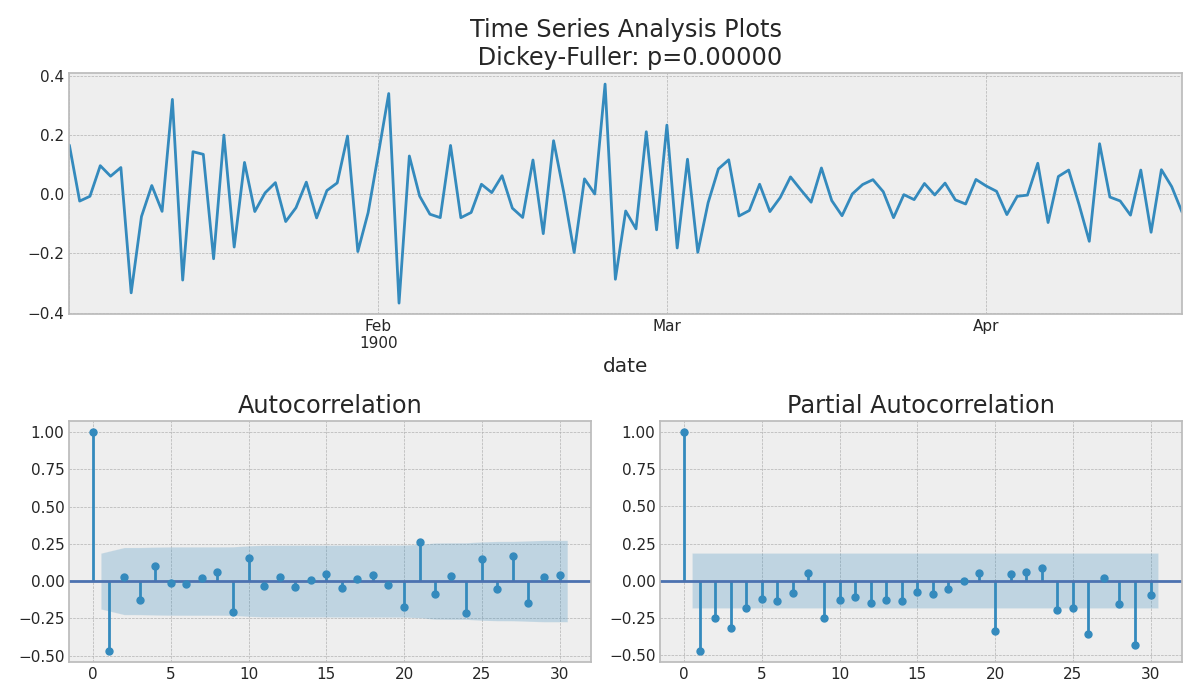 Time Series Analysis Plots
Dickey-Fuller: p=0.00000
0.4
0.2
0.0
−0.2
−0.4
Feb Mar Apr
1900
date
Autocorrelation
1.00
0.75
0.50
0.25
0.00
−0.25
−0.50
0 5 10 15 20 25 30
Partial Autocorrelation
1.00
0.75
0.50
0.25
0.00
−0.25
−0.50
0 5 10 15 20 25 30